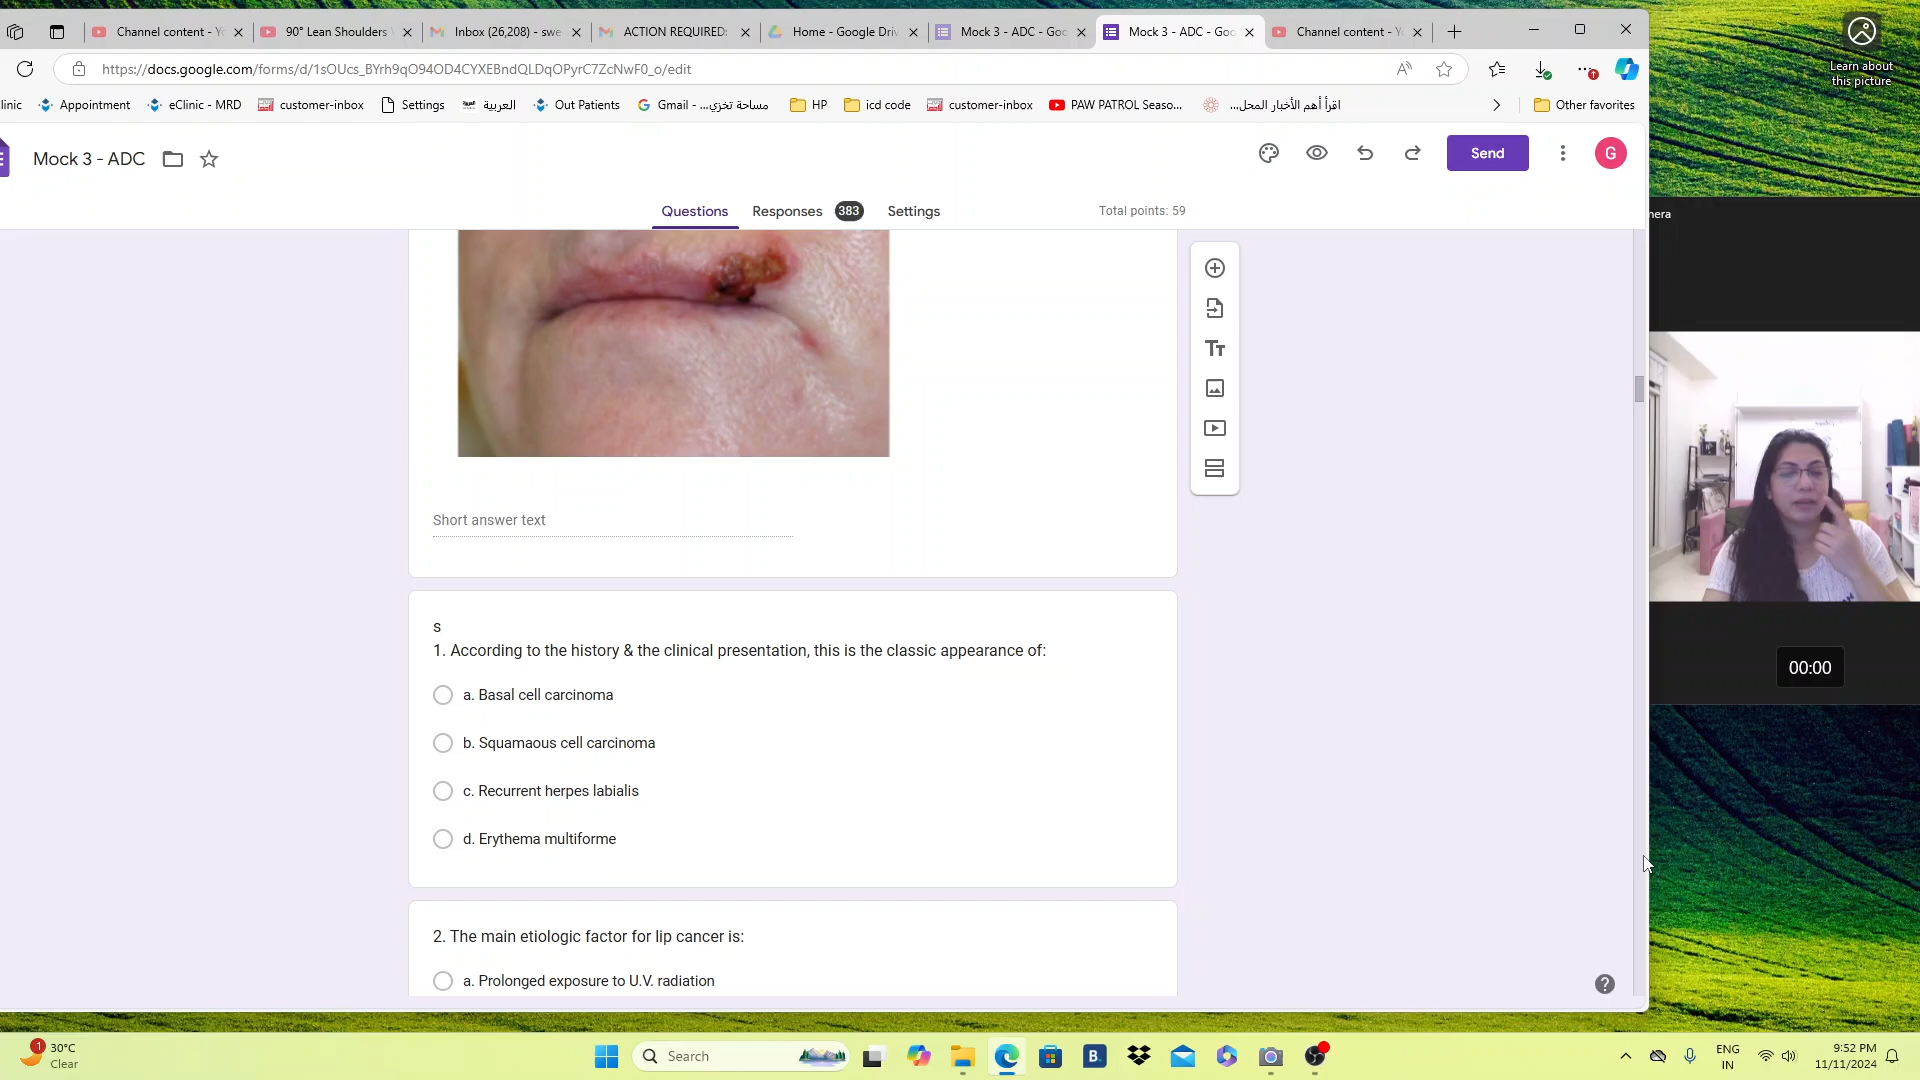 Channel content - Y
90° Lean Shoulders
Inbox (26,208) - swe
ACTION REQUIRED:
Home - Google Driv
Mock 3 - ADC - Goo
Mock 3 - ADC - Goo
Channel content - Y
Learn about
this picture
https://docs.google.com/forms/d/1sOUcs_BYrh9qO94OD4CYXEBndQLDqOPyrC7ZcNwF0_o/edit
linic
Appointment
eClinic - MRD
customer-inbox
Settings
العربية
Out Patients
Gmail - ...مساحة تخزي
HP
icd code
customer-inbox
PAW PATROL Seaso...
اقرأ أهم الأخبار المحل...
Other favorites
Mock 3 - ADC
Send
G
Questions
Responses 383
Settings
Total points: 59
nera
Short answer text
s
1. According to the history & the clinical presentation, this is the classic appearance of:
a. Basal cell carcinoma
b. Squamaous cell carcinoma
c. Recurrent herpes labialis
d. Erythema multiforme
00:00
2. The main etiologic factor for lip cancer is:
a. Prolonged exposure to U.V. radiation
1
30°C
Clear
Search
B.
ENG
IN
9:52 PM
11/11/2024